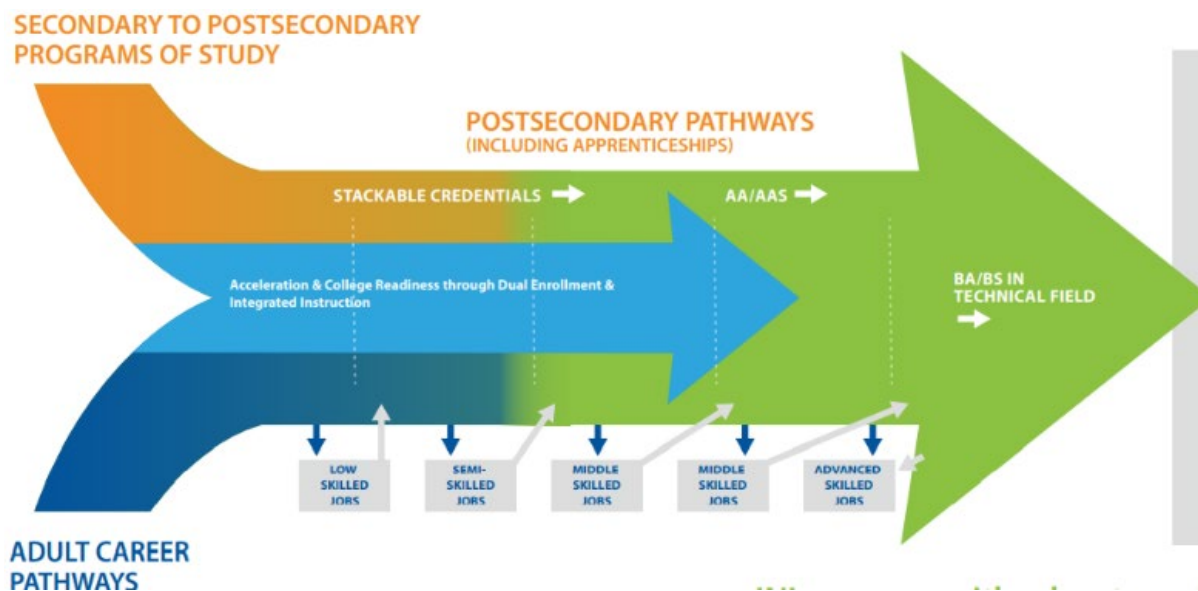 SECONDARY TO POSTSECONDARY
PROGRAMS OF STUDY
POSTSECONDARY PATHWAYS
(INCLUDING APPRENTICESHIPS)
STACKABLE CREDENTIALS
AA/AAS
Acceleration & College Readiness through Dual Enrollment &
Integrated Instruction
BA/BS IN
TECHNICAL FIELD
LOW
SKILLED
JOBS
SEMI-
SKILLED
JOBS
MIDDLE
SKILLED
JOBS
MIDDLE
SKILLED
JOBS
ADVANCED
SKILLED
JOBS
ADULT CAREER
PATHWAYS